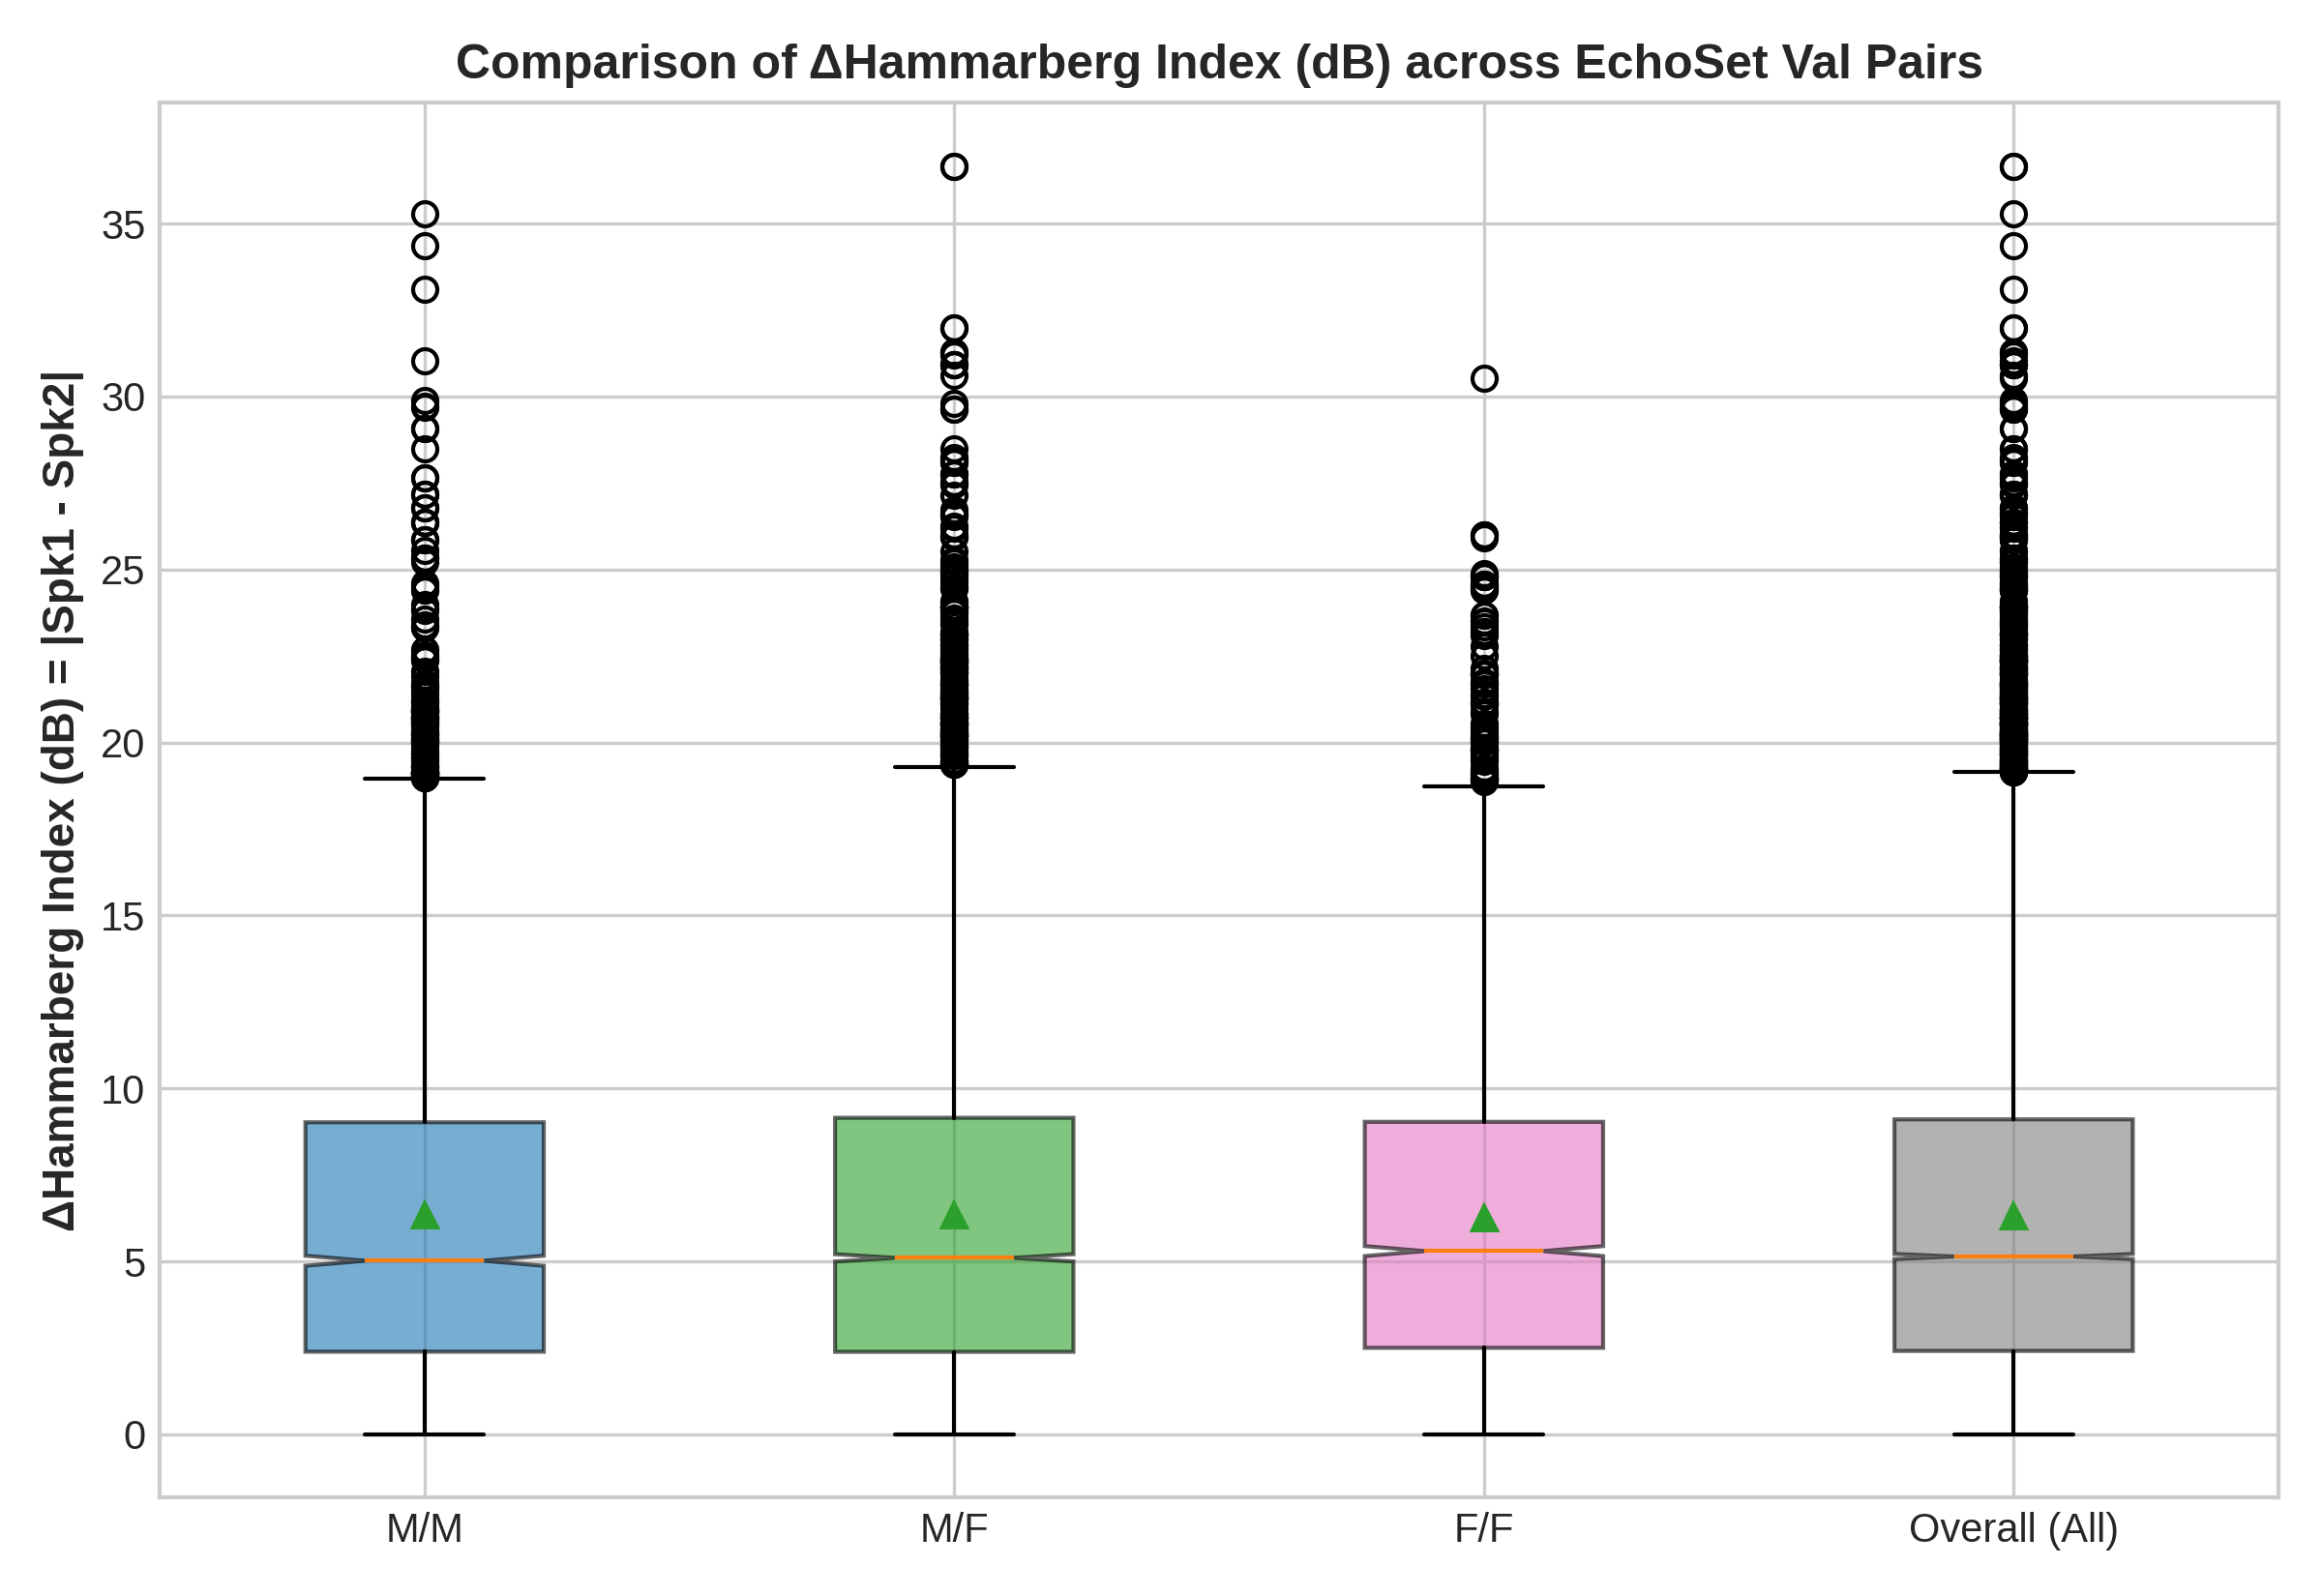 Comparison of ΔHammarberg Index (dB) across EchoSet Val Pairs
ΔHammarberg Index (dB) = |Spk1 - Spk2|
35
30
25
20
15
10
5
0
M/M
M/F
F/F
Overall (All)